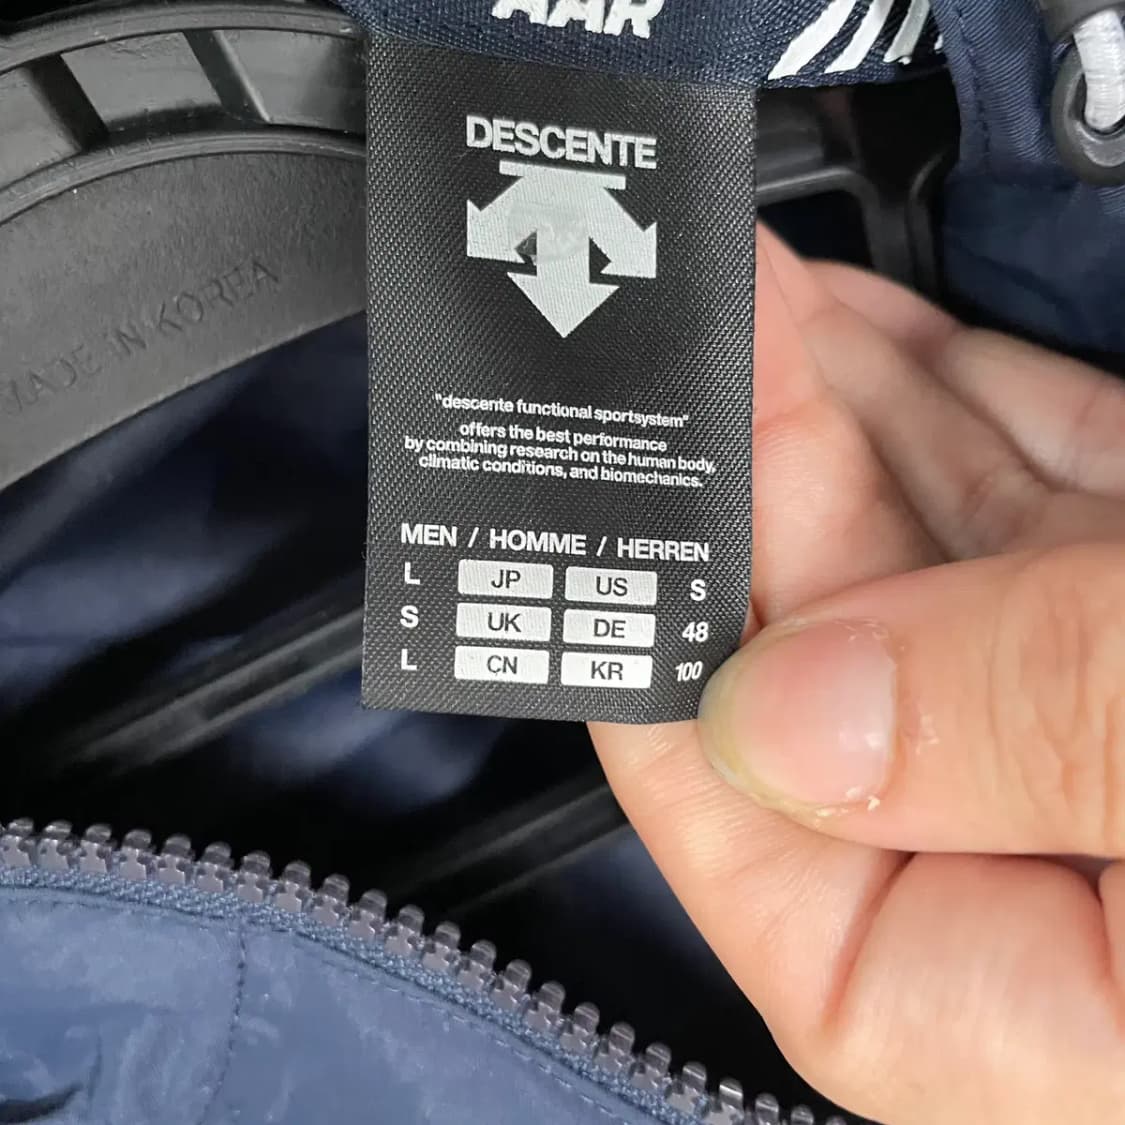 DESCENTE
MADE IN KOREA
"descente functional sportsystem"
offers the best performance
by combining research on the human body,
climatic conditions, and biomechanics.
MEN / HOMME / HERREN
L JP US S
S UK DE 48
L CN KR 100